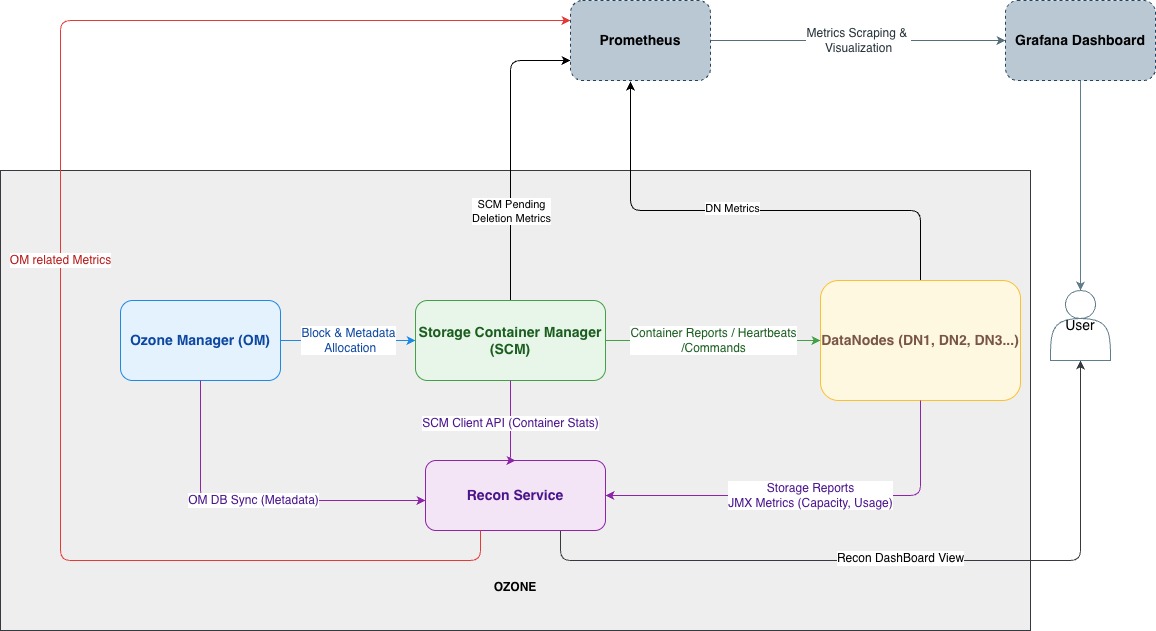 Prometheus
Metrics Scraping &
Visualization
Grafana Dashboard
SCM Pending
Deletion Metrics
DN Metrics
OM related Metrics
Ozone Manager (OM)
Block & Metadata
Allocation
Storage Container Manager
(SCM)
Container Reports / Heartbeats
/Commands
DataNodes (DN1, DN2, DN3...)
User
SCM Client API (Container Stats)
OM DB Sync (Metadata)
Recon Service
Storage Reports
JMX Metrics (Capacity, Usage)
Recon DashBoard View
OZONE